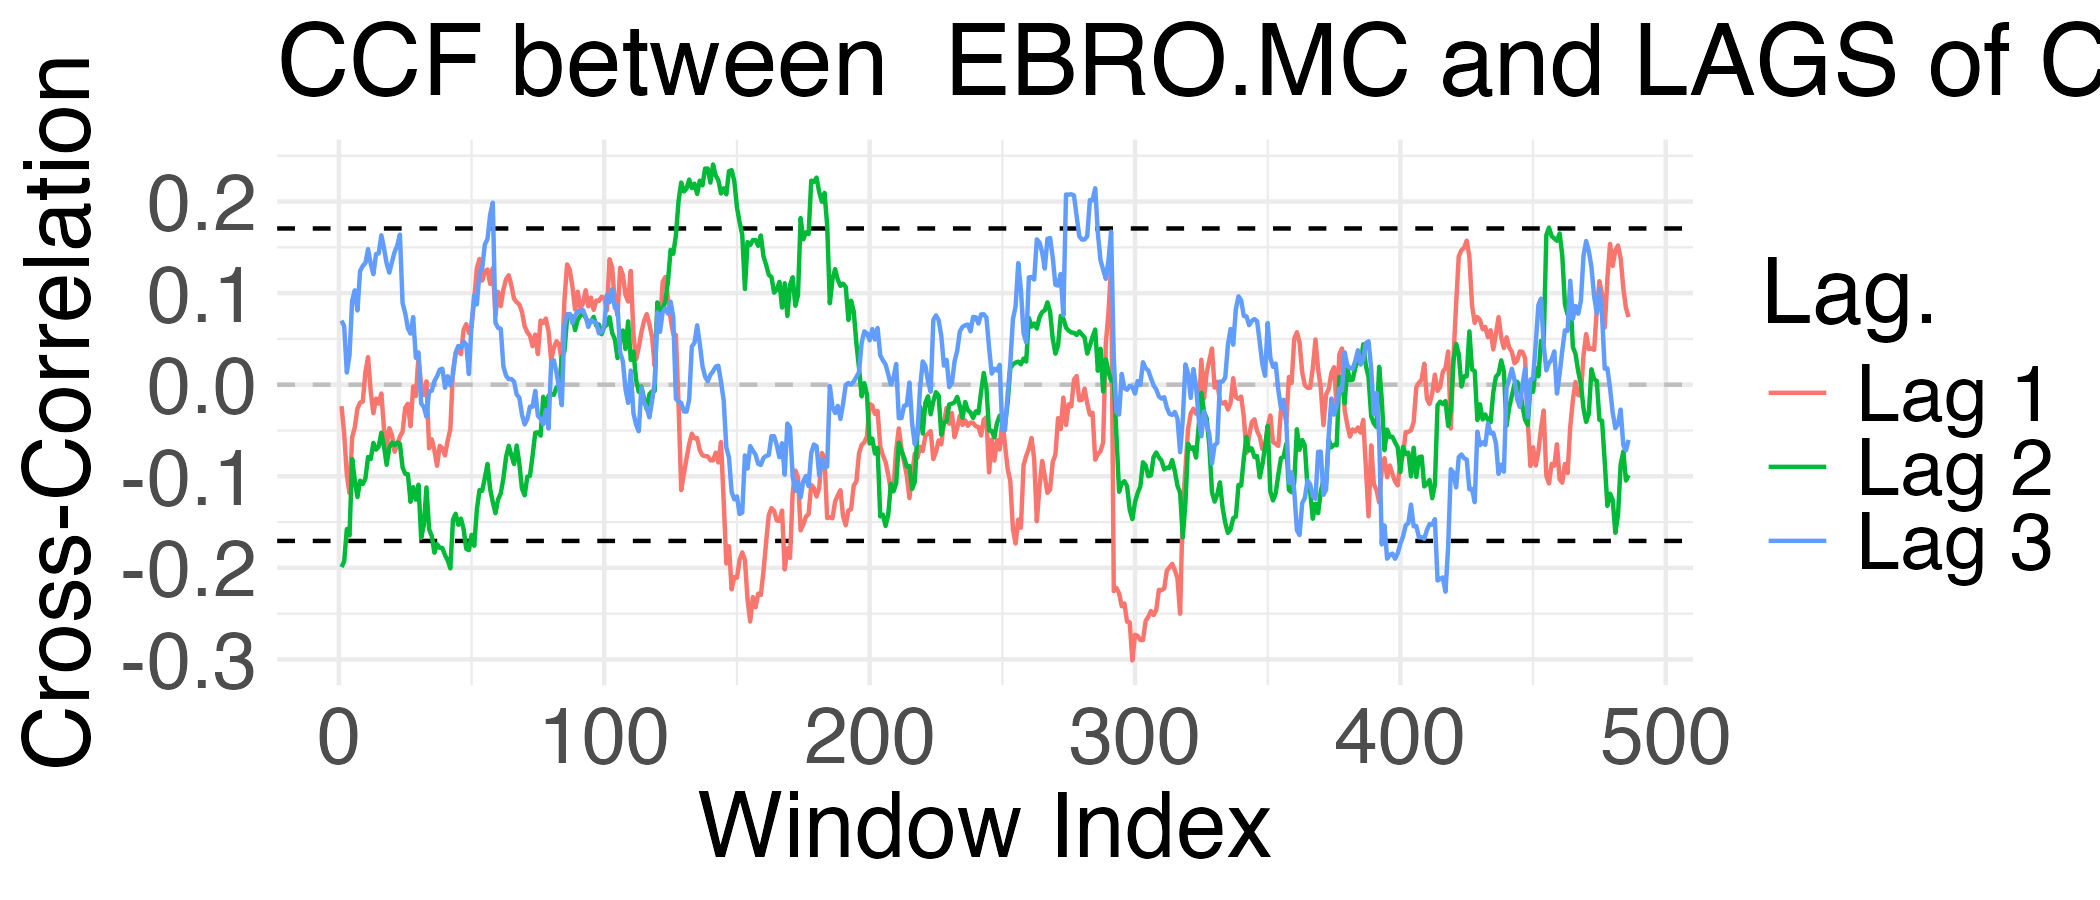 CCF between  EBRO.MC and LAGS of C
Cross-Correlation
0.2
0.1
0.0
-0.1
-0.2
-0.3
0 100 200 300 400 500
Window Index
Lag.
Lag 1
Lag 2
Lag 3